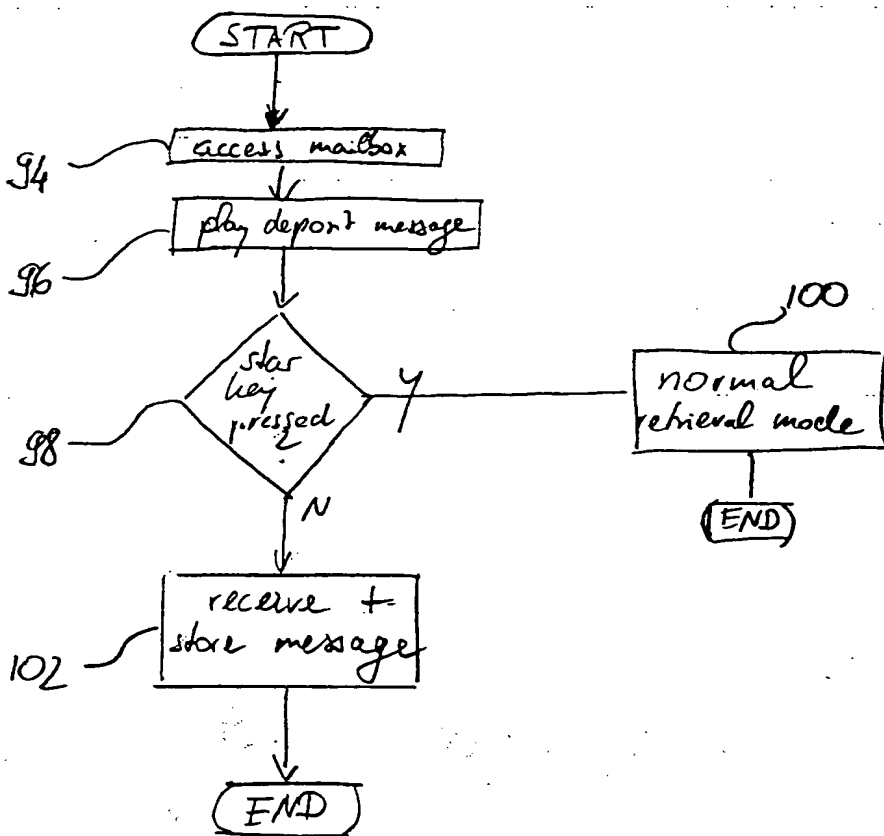 START
94
access mailbox
96
play deposit message
98
star
key
pressed
?
Y
100
normal
retrieval mode
END
N
102
receive +
store message
END